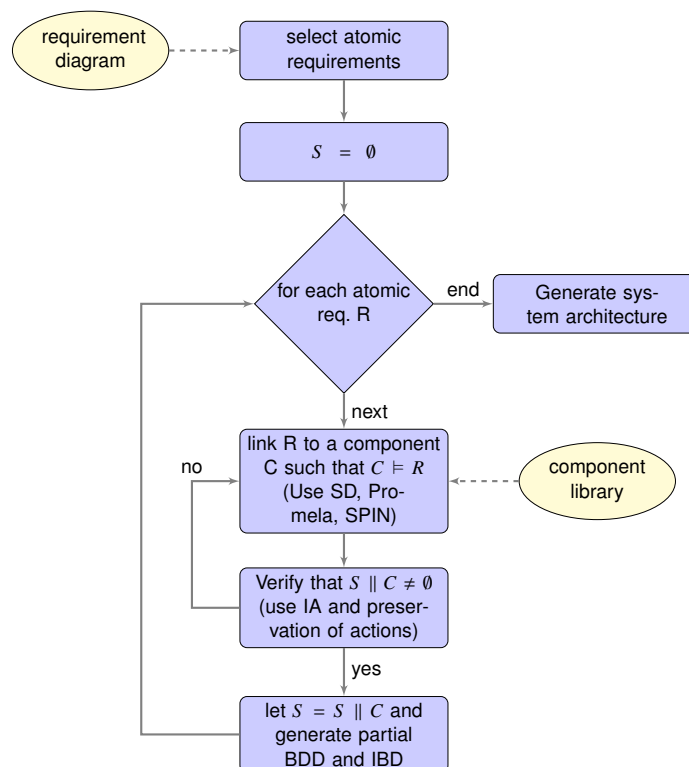 requirement
diagram
select atomic
requirements
S = ∅
for each atomic
req. R
end
Generate sys-
tem architecture
next
link R to a component
C such that C ⊨ R
(Use SD, Pro-
mela, SPIN)
no
component
library
Verify that S ∥ C ≠ ∅
(use IA and preser-
vation of actions)
yes
let S = S ∥ C and
generate partial
BDD and IBD